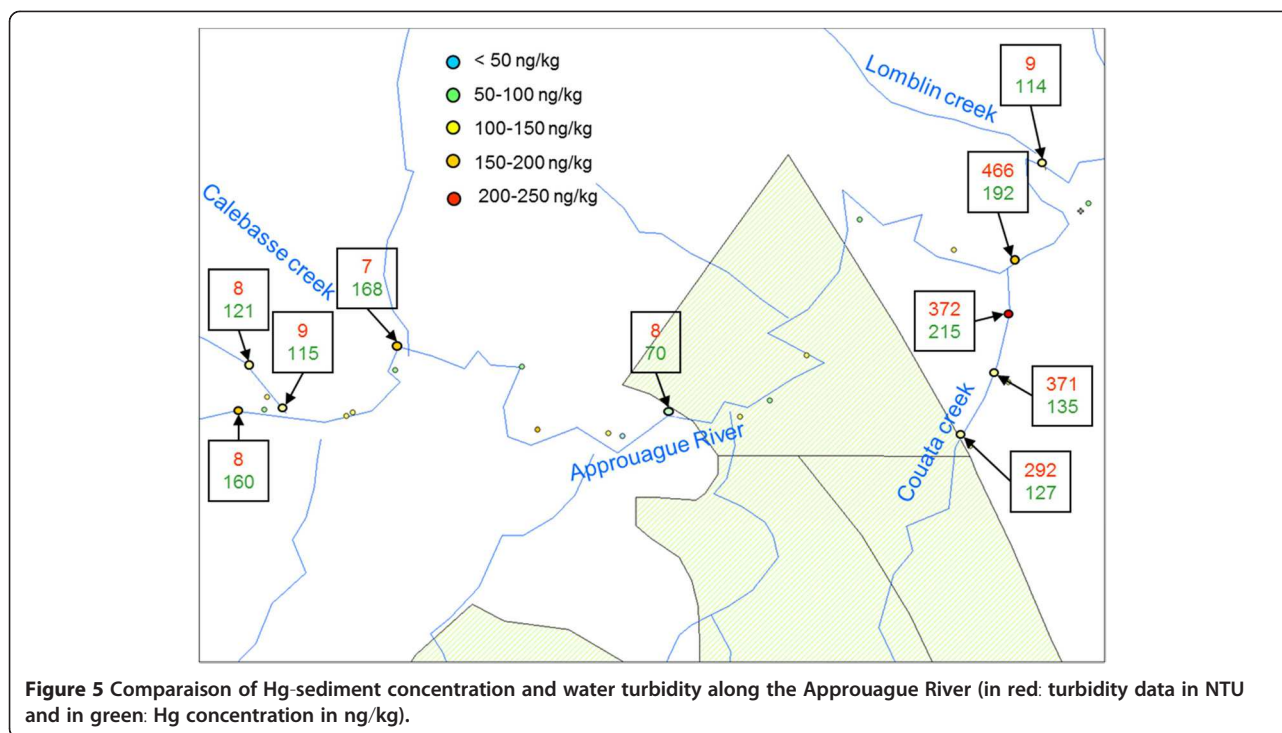 < 50 ng/kg
50-100 ng/kg
100-150 ng/kg
150-200 ng/kg
200-250 ng/kg
Lomblin creek
9
114
466
192
Calebasse creek
7
168
8
121
9
115
8
70
372
215
371
135
Couata creek
Approuague River
8
160
292
127
Figure 5 Comparaison of Hg-sediment concentration and water turbidity along the Approuague River (in red: turbidity data in NTU
and in green: Hg concentration in ng/kg).